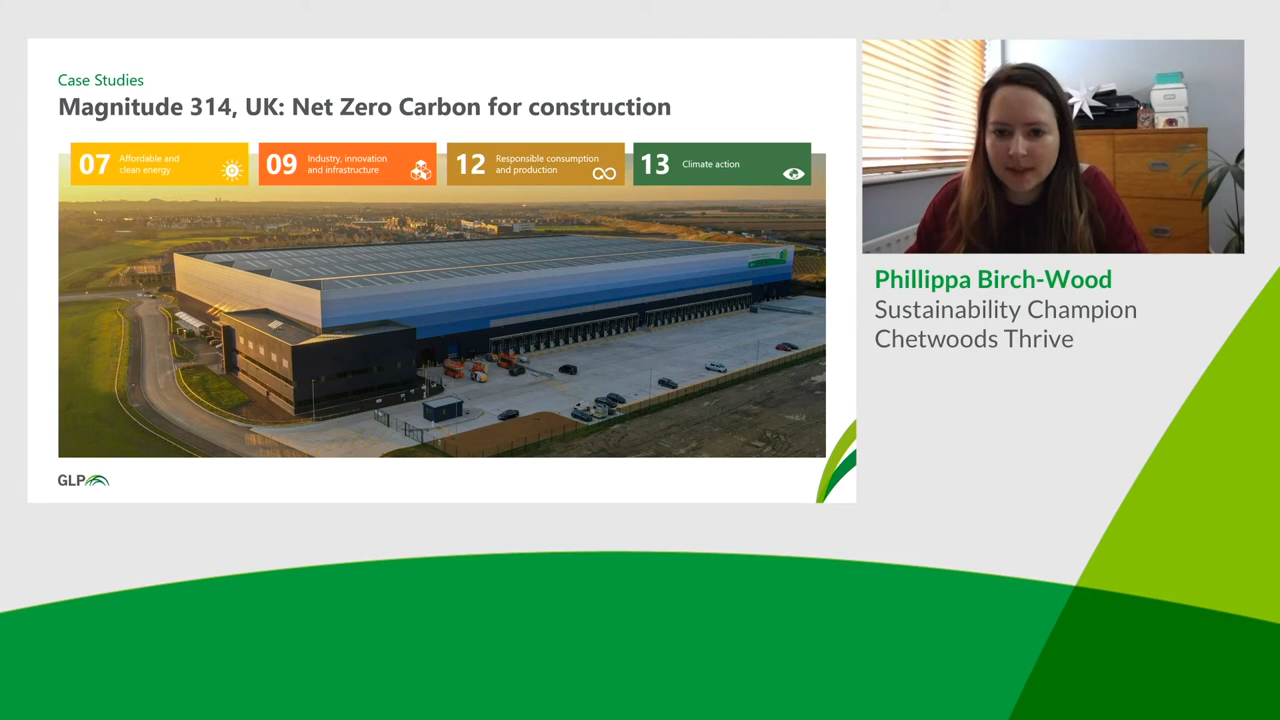 Case Studies
Magnitude 314, UK: Net Zero Carbon for construction
07
Affordable and
clean energy
09
Industry, innovation
and infrastructure
12
Responsible consumption
and production
13
Climate action
GLP
Phillippa Birch-Wood
Sustainability Champion
Chetwoods Thrive